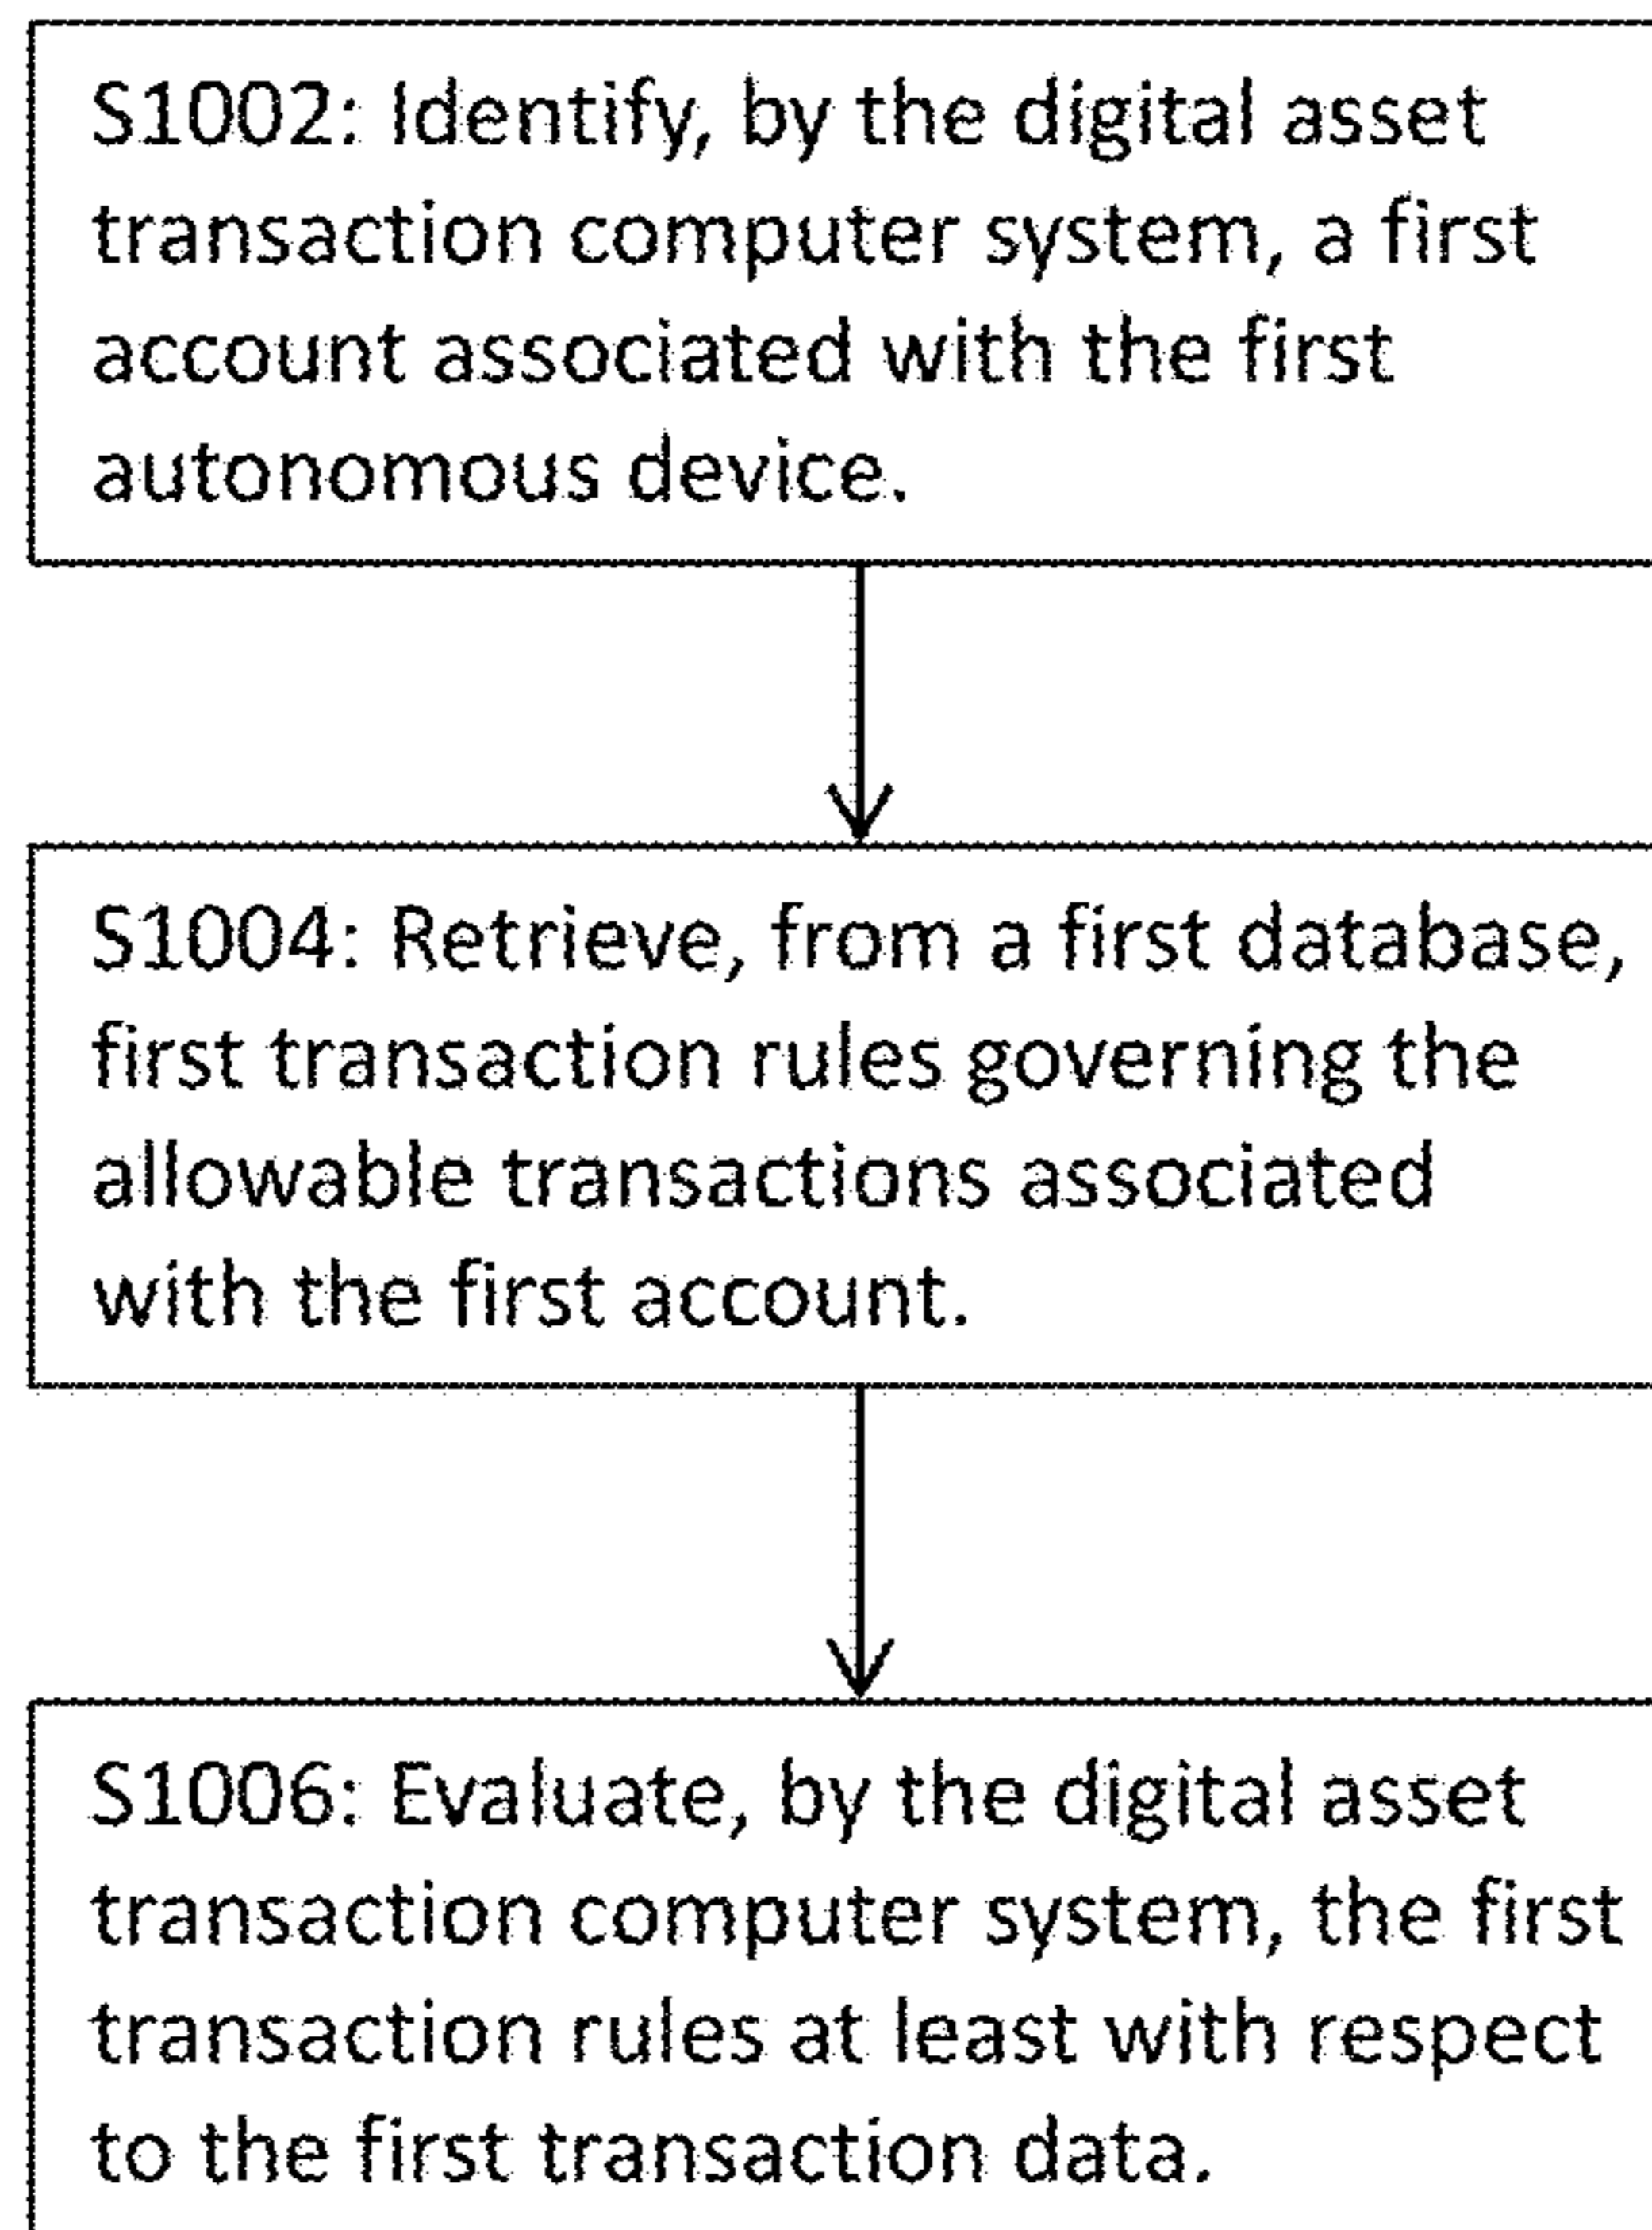 S1002: Identify, by the digital asset
transaction computer system, a first
account associated with the first
autonomous device.
S1004: Retrieve, from a first database,
first transaction rules governing the
allowable transactions associated
with the first account.
S1006: Evaluate, by the digital asset
transaction computer system, the first
transaction rules at least with respect
to the first transaction data.